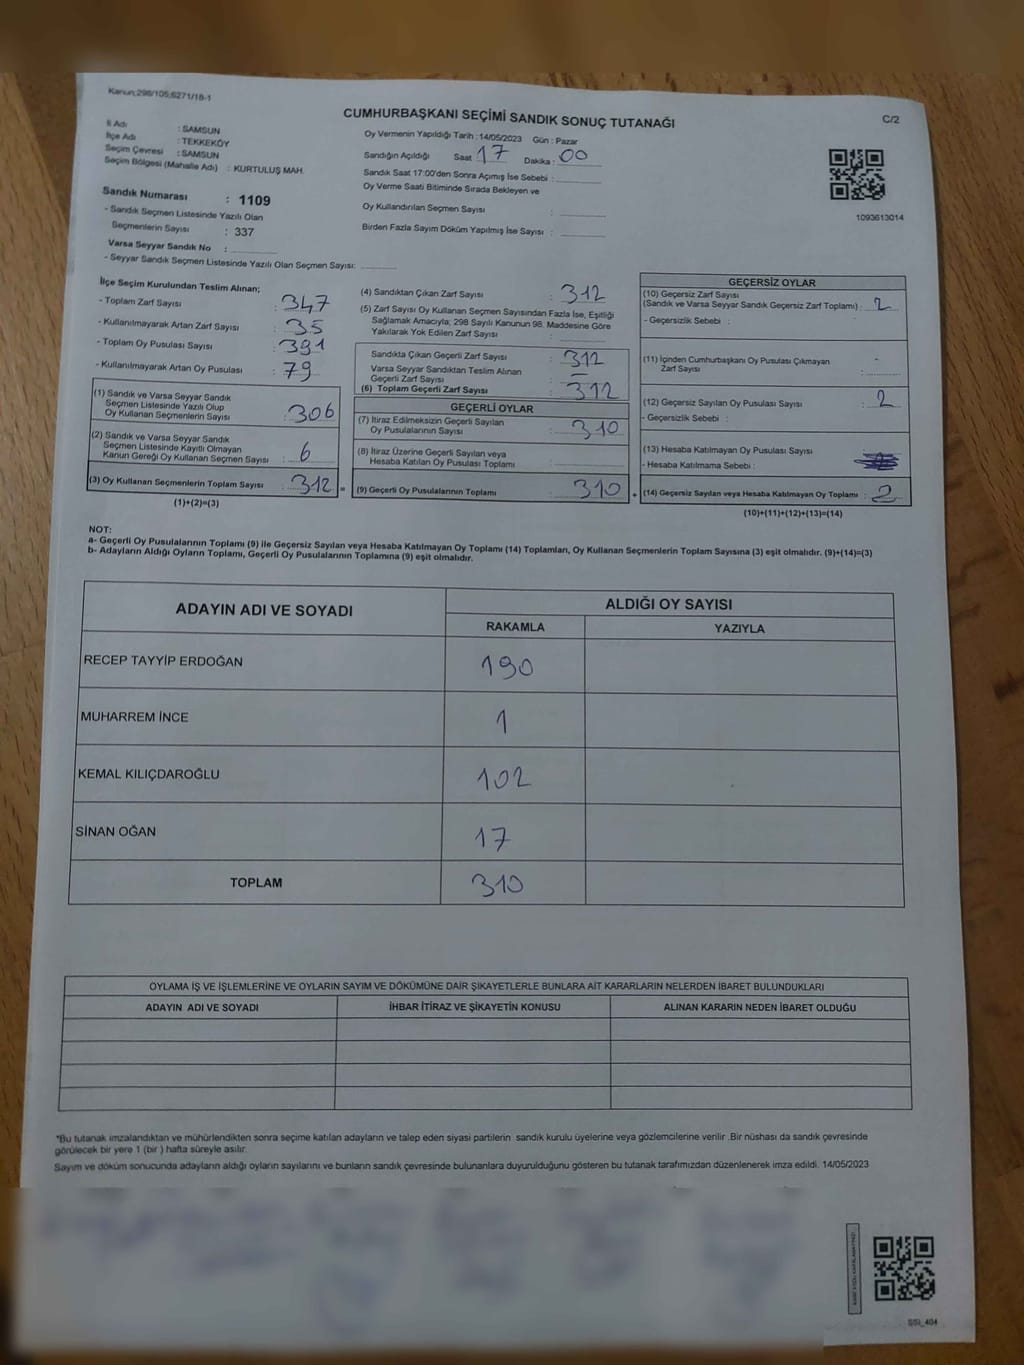 Kanun;298/105;6271/18-1
CUMHURBAŞKANI SEÇİMİ SANDIK SONUÇ TUTANAĞI
C/2
İl Adı : SAMSUN
İlçe Adı : TEKKEKÖY
Seçim Çevresi : SAMSUN
Seçim Bölgesi (Mahalle Adı) : KURTULUŞ MAH.
Sandık Numarası : 1109
- Sandık Seçmen Listesinde Yazılı Olan
Seçmenlerin Sayısı : 337
Varsa Seyyar Sandık No :
- Seyyar Sandık Seçmen Listesinde Yazılı Olan Seçmen Sayısı:
Oy Vermenin Yapıldığı Tarih : 14/05/2023 Gün : Pazar
Sandığın Açıldığı Saat : 17 Dakika : 00
Sandık Saat 17:00'den Sonra Açımış İse Sebebi :
Oy Verme Saati Bitiminde Sırada Bekleyen ve
Oy Kullandırılan Seçmen Sayısı :
Birden Fazla Sayım Döküm Yapılmış İse Sayısı :
1093613014
İlçe Seçim Kurulundan Teslim Alınan;
- Toplam Zarf Sayısı : 347
- Kullanılmayarak Artan Zarf Sayısı : 35
- Toplam Oy Pusulası Sayısı : 391
- Kullanılmayarak Artan Oy Pusulası : 79
(1) Sandık ve Varsa Seyyar Sandık
Seçmen Listesinde Yazılı Olup
Oy Kullanan Seçmenlerin Sayısı : 306
(2) Sandık ve Varsa Seyyar Sandık
Seçmen Listesinde Kayıtlı Olmayan
Kanun Gereği Oy Kullanan Seçmen Sayısı : 6
(3) Oy Kullanan Seçmenlerin Toplam Sayısı : 312 =
(1)+(2)=(3)
(4) Sandıktan Çıkan Zarf Sayısı : 312
(5) Zarf Sayısı Oy Kullanan Seçmen Sayısından Fazla İse, Eşitliği
Sağlamak Amacıyla, 298 Sayılı Kanunun 98. Maddesine Göre
Yakılarak Yok Edilen Zarf Sayısı :
Sandıkta Çıkan Geçerli Zarf Sayısı : 312
Varsa Seyyar Sandıktan Teslim Alınan
Geçerli Zarf Sayısı : -
(6) Toplam Geçerli Zarf Sayısı : 312
GEÇERLİ OYLAR
(7) İtiraz Edilmeksizin Geçerli Sayılan
Oy Pusulalarının Sayısı : 310
(8) İtiraz Üzerine Geçerli Sayılan veya
Hesaba Katılan Oy Pusulası Toplamı :
(9) Geçerli Oy Pusulalarının Toplamı : 310 +
GEÇERSİZ OYLAR
(10) Geçersiz Zarf Sayısı
(Sandık ve Varsa Seyyar Sandık Geçersiz Zarf Toplamı) : 2
- Geçersizlik Sebebi :
(11) İçinden Cumhurbaşkanı Oy Pusulası Çıkmayan
Zarf Sayısı : -
(12) Geçersiz Sayılan Oy Pusulası Sayısı : 2
- Geçersizlik Sebebi :
(13) Hesaba Katılmayan Oy Pusulası Sayısı
- Hesaba Katılmama Sebebi :
(14) Geçersiz Sayılan veya Hesaba Katılmayan Oy Toplamı : 2
(10)+(11)+(12)+(13)=(14)
NOT:
a- Geçerli Oy Pusulalarının Toplamı (9) ile Geçersiz Sayılan veya Hesaba Katılmayan Oy Toplamı (14) Toplamları, Oy Kullanan Seçmenlerin Toplam Sayısına (3) eşit olmalıdır. (9)+(14)=(3)
b- Adayların Aldığı Oyların Toplamı, Geçerli Oy Pusulalarının Toplamına (9) eşit olmalıdır.
ADAYIN ADI VE SOYADI ALDIĞI OY SAYISI
RAKAMLA YAZIYLA
RECEP TAYYİP ERDOĞAN 190
MUHARREM İNCE 1
KEMAL KILIÇDAROĞLU 102
SİNAN OĞAN 17
TOPLAM 310
OYLAMA İŞ VE İŞLEMLERİNE VE OYLARIN SAYIM VE DÖKÜMÜNE DAİR ŞİKAYETLERLE BUNLARA AİT KARARLARIN NELERDEN İBARET BULUNDUKLARI
ADAYIN ADI VE SOYADI İHBAR İTİRAZ VE ŞİKAYETİN KONUSU ALINAN KARARIN NEDEN İBARET OLDUĞU
*Bu tutanak imzalandıktan ve mühürlendikten sonra seçime katılan adayların ve talep eden siyasi partilerin sandık kurulu üyelerine veya gözlemcilerine verilir .Bir nüshası da sandık çevresinde
görülecek bir yere 1 (bir ) hafta süreyle asılır.
Sayım ve döküm sonucunda adayların aldığı oyların sayılarını ve bunların sandık çevresinde bulunanlara duyurulduğunu gösteren bu tutanak tarafımızdan düzenlenerek imza edildi. 14/05/2023
SSI_404